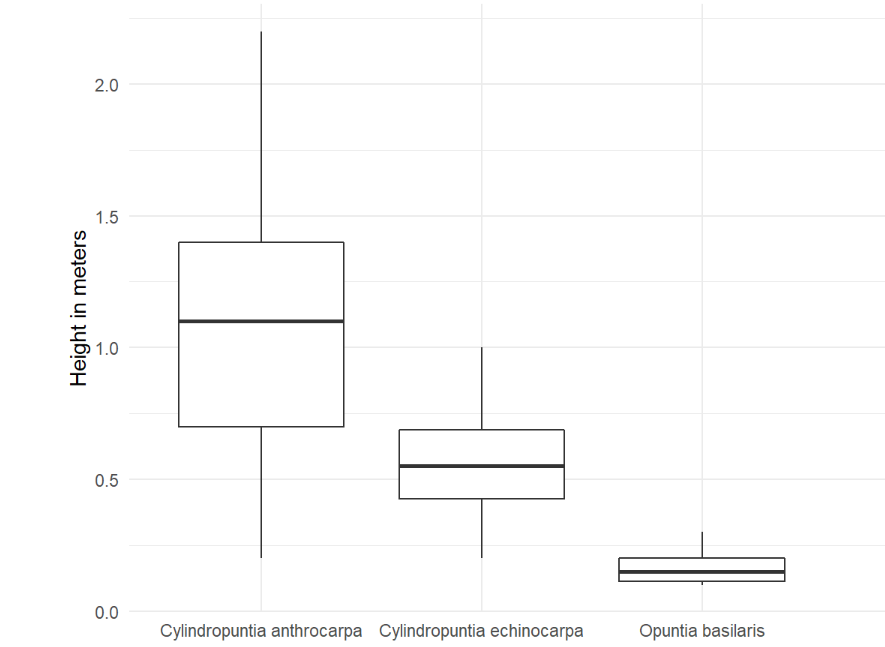 Height in meters
2.0
1.5
1.0
0.5
0.0
Cylindropuntia anthrocarpa
Cylindropuntia echinocarpa
Opuntia basilaris